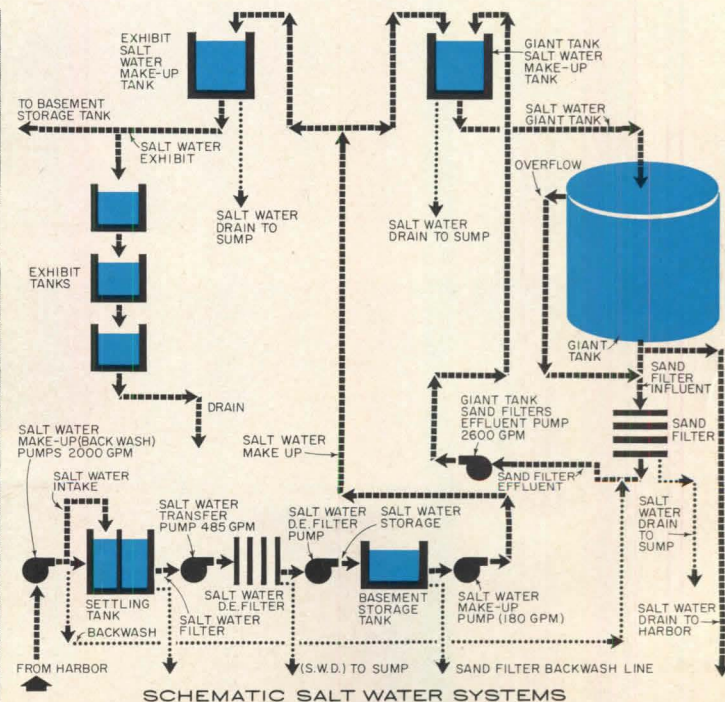 EXHIBIT
SALT
WATER
MAKE-UP
TANK
GIANT TANK
SALT WATER
MAKE-UP
TANK
TO BASEMENT
STORAGE TANK
SALT WATER
EXHIBIT
SALT WATER
GIANT TANK
OVERFLOW
SALT WATER
DRAIN TO
SUMP
SALT WATER
DRAIN TO SUMP
EXHIBIT
TANKS
GIANT
TANK
SAND
FILTER
INFLUENT
DRAIN
GIANT TANK
SAND FILTERS
EFFLUENT PUMP
2600 GPM
SAND
FILTER
SALT WATER
MAKE-UP (BACK WASH)
PUMPS 2000 GPM
SALT WATER
MAKE UP
SALT WATER
INTAKE
SAND FILTER
EFFLUENT
SALT WATER
TRANSFER
PUMP 485 GPM
SALT WATER
D.E. FILTER
PUMP
SALT WATER
STORAGE
SALT
WATER
DRAIN
TO
SUMP
SETTLING
TANK
SALT WATER
FILTER
SALT WATER
D.E. FILTER
BASEMENT
STORAGE
TANK
SALT WATER
MAKE-UP
PUMP (180 GPM)
SALT WATER
DRAIN TO
HARBOR
BACKWASH
FROM HARBOR
(S.W.D.) TO SUMP
SAND FILTER BACKWASH LINE
SCHEMATIC SALT WATER SYSTEMS